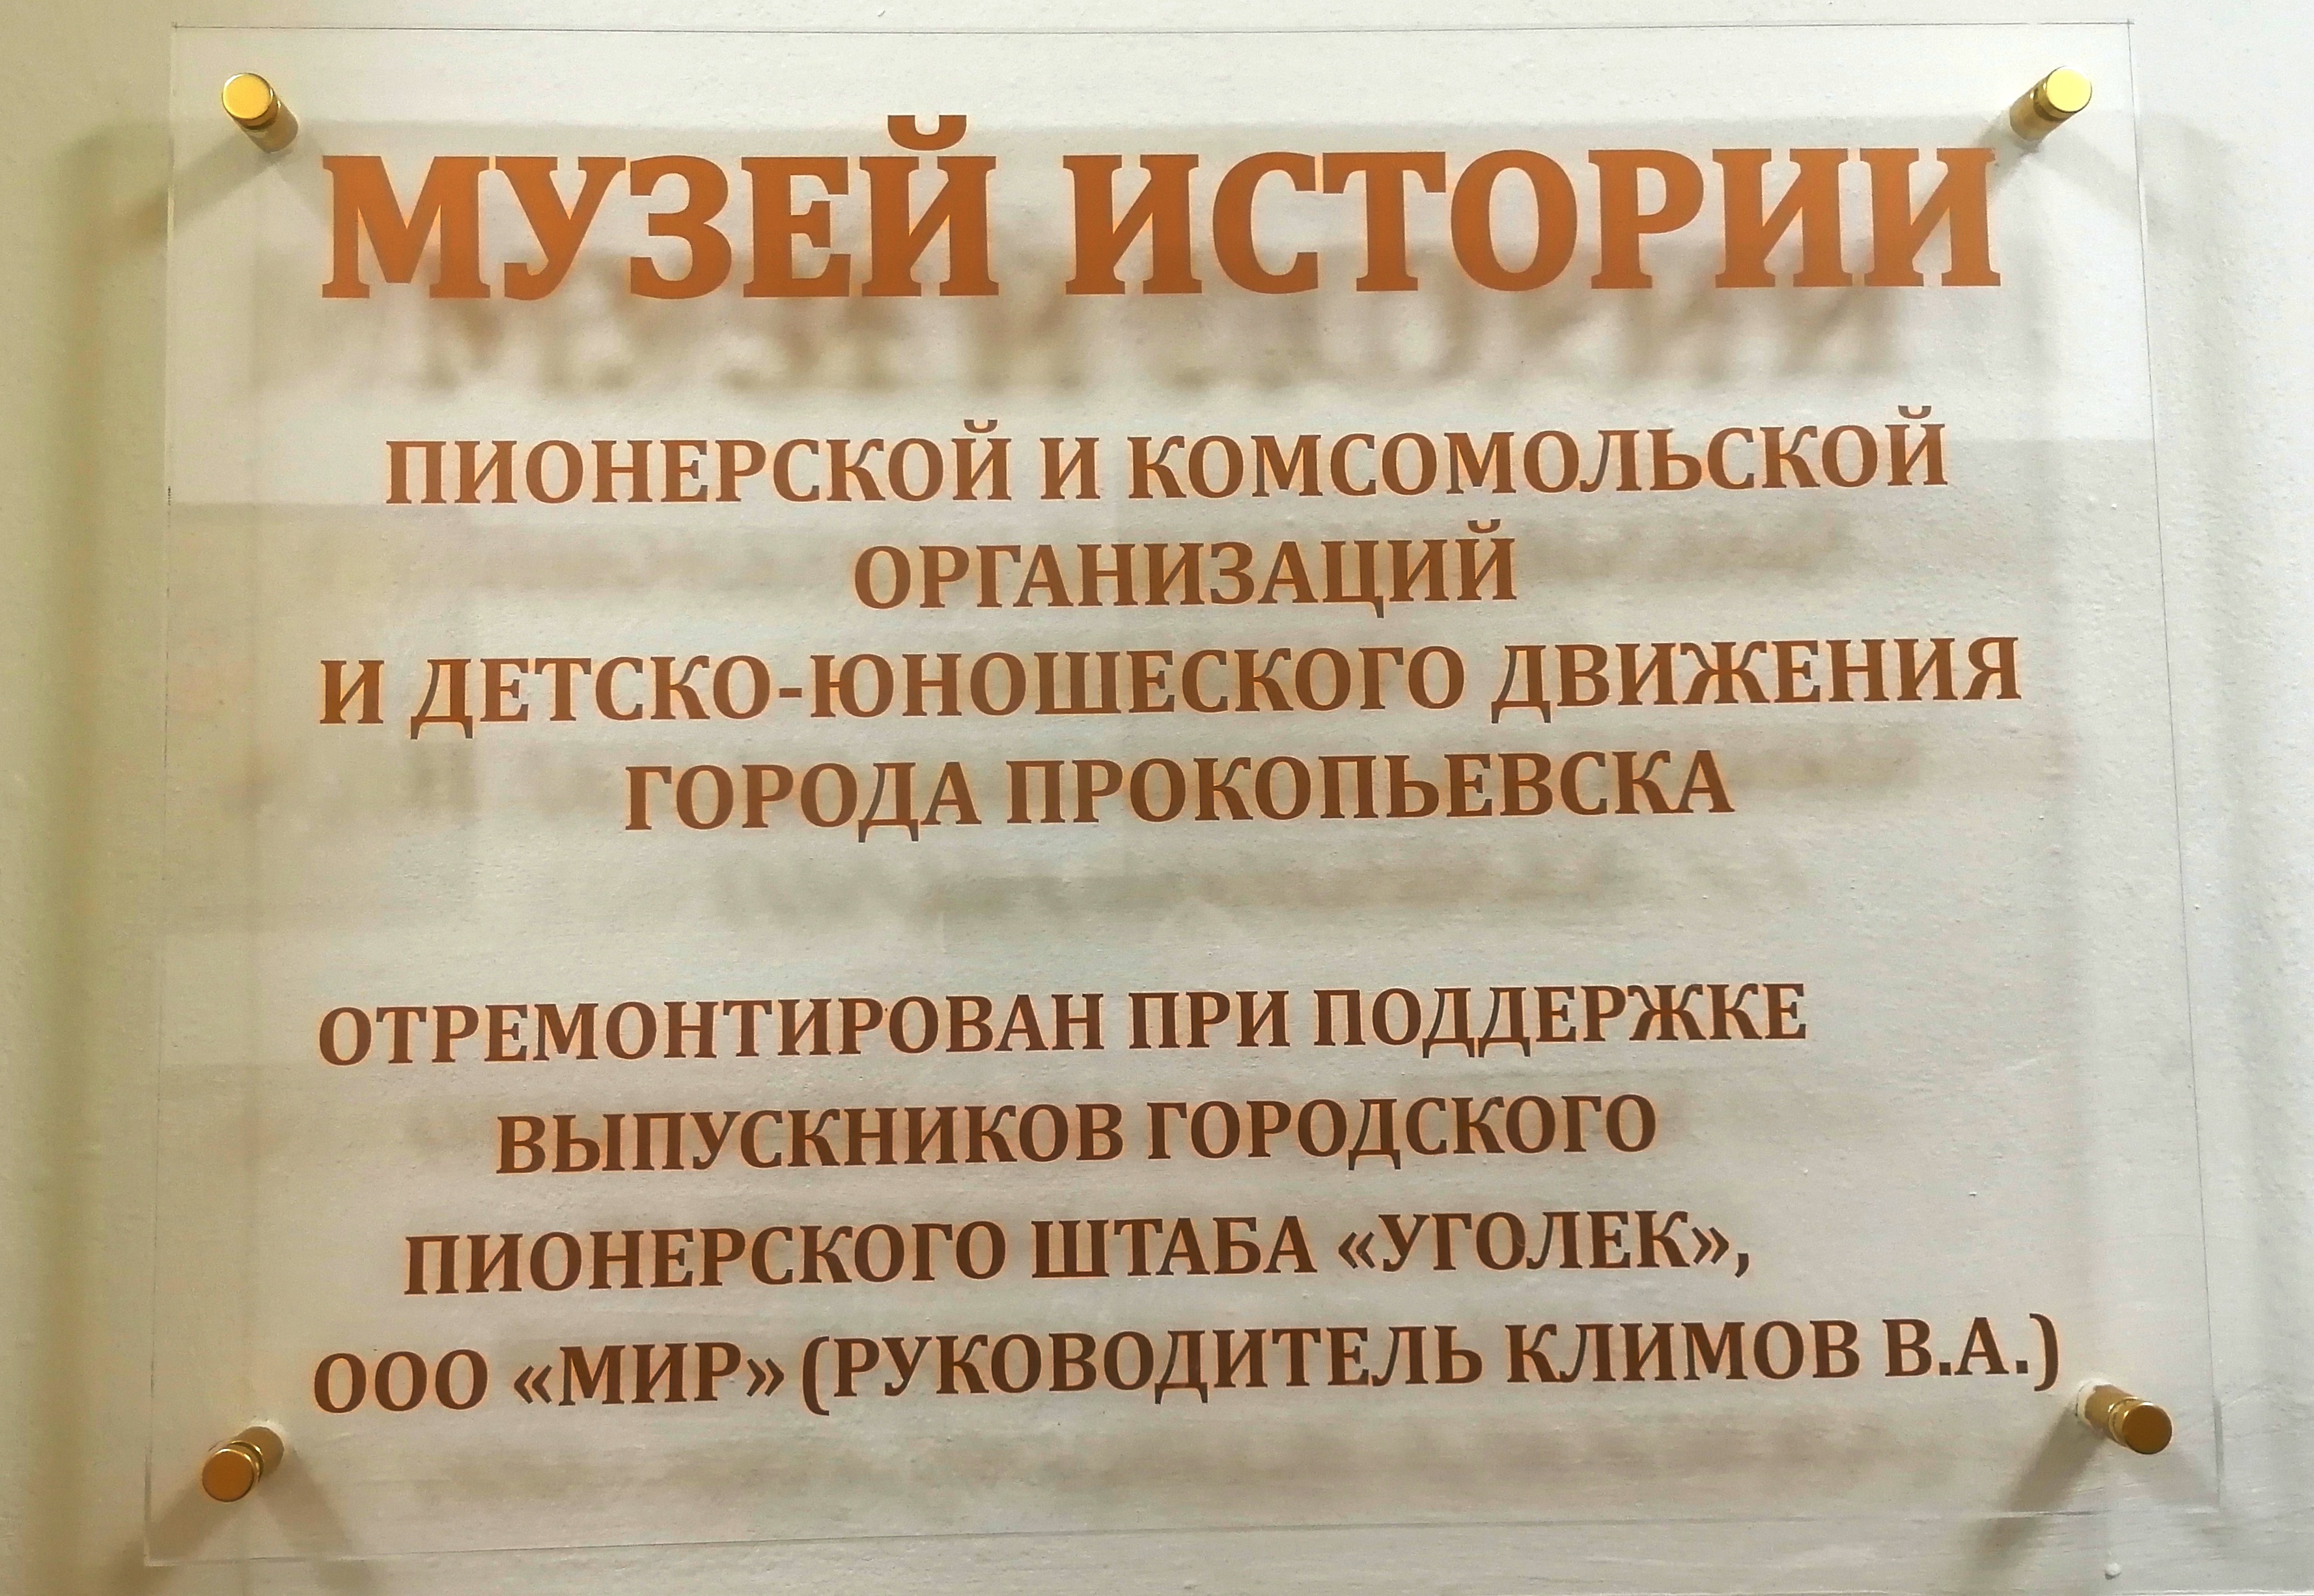 МУЗЕЙ ИСТОРИИ
ПИОНЕРСКОЙ И КОМСОМОЛЬСКОЙ
ОРГАНИЗАЦИЙ
И ДЕТСКО-ЮНОШЕСКОГО ДВИЖЕНИЯ
ГОРОДА ПРОКОПЬЕВСКА
ОТРЕМОНТИРОВАН ПРИ ПОДДЕРЖКЕ
ВЫПУСКНИКОВ ГОРОДСКОГО
ПИОНЕРСКОГО ШТАБА «УГОЛЕК»,
ООО «МИР» (РУКОВОДИТЕЛЬ КЛИМОВ В.А.)